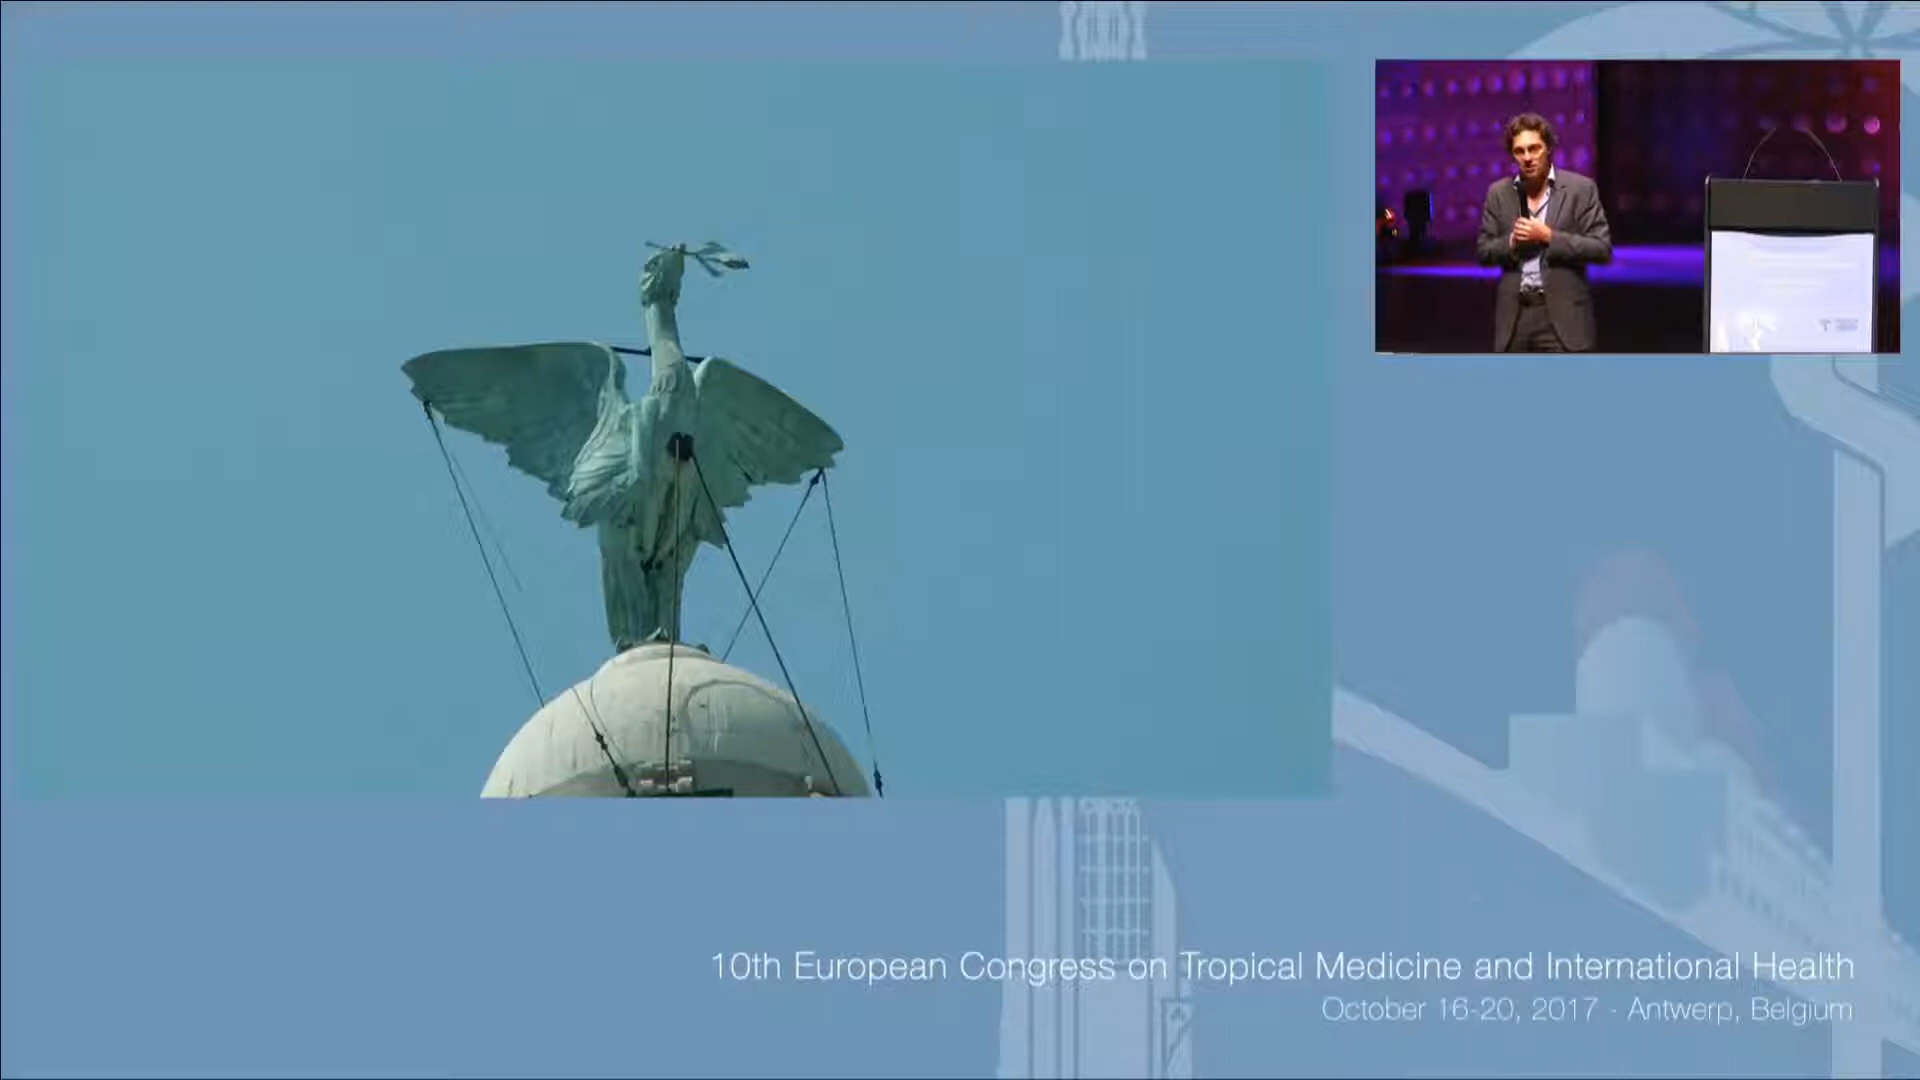 10th European Congress on Tropical Medicine and International Health
October 16-20, 2017 - Antwerp, Belgium